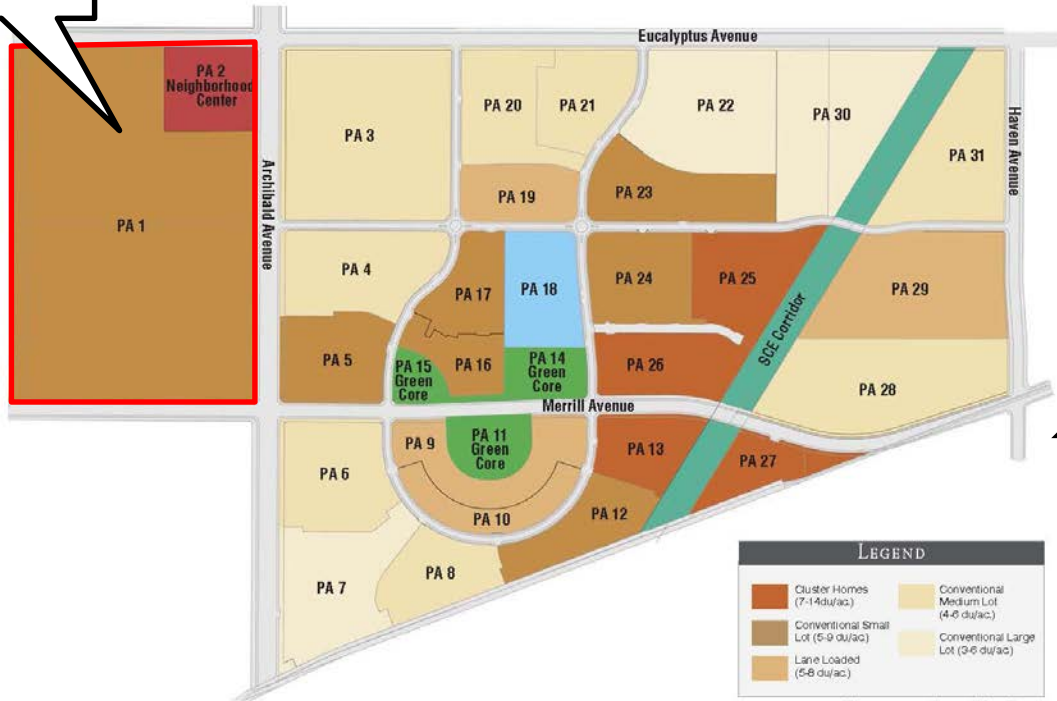 Eucalyptus Avenue
PA 2
Neighborhood
Center
PA 20
PA 21
PA 22
PA 30
Haven Avenue
PA 3
PA 31
Archibald Avenue
PA 19
PA 23
PA 1
PA 4
PA 17
PA 18
PA 24
PA 25
PA 29
SCE Corridor
PA 5
PA 15
Green
Core
PA 16
PA 14
Green
Core
PA 26
PA 28
Merrill Avenue
PA 9
PA 11
Green
Core
PA 13
PA 27
PA 6
PA 10
PA 12
PA 7
PA 8
LEGEND
Cluster Homes
(7-14du/ac.)
Conventional Small
Lot (5-9 du/ac.)
Lane Loaded
(5-8 du/ac.)
Conventional
Medium Lot
(4-6 du/ac.)
Conventional Large
Lot (3-6 du/ac.)